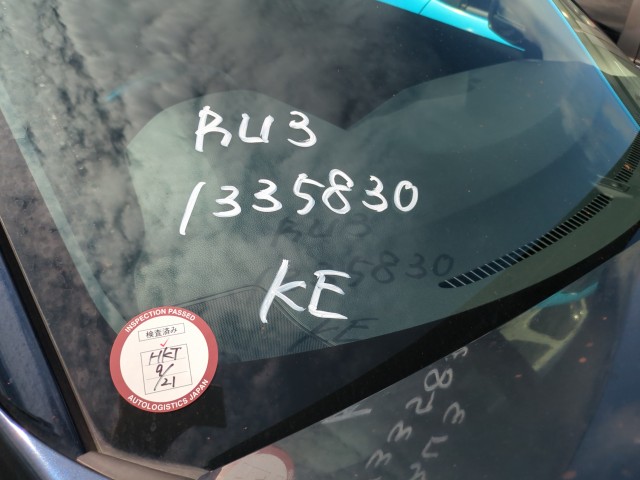 RU3
1335830
KE
INSPECTION PASSED
検査済み
HKT
9/21
AUTOLOGISTICS JAPAN